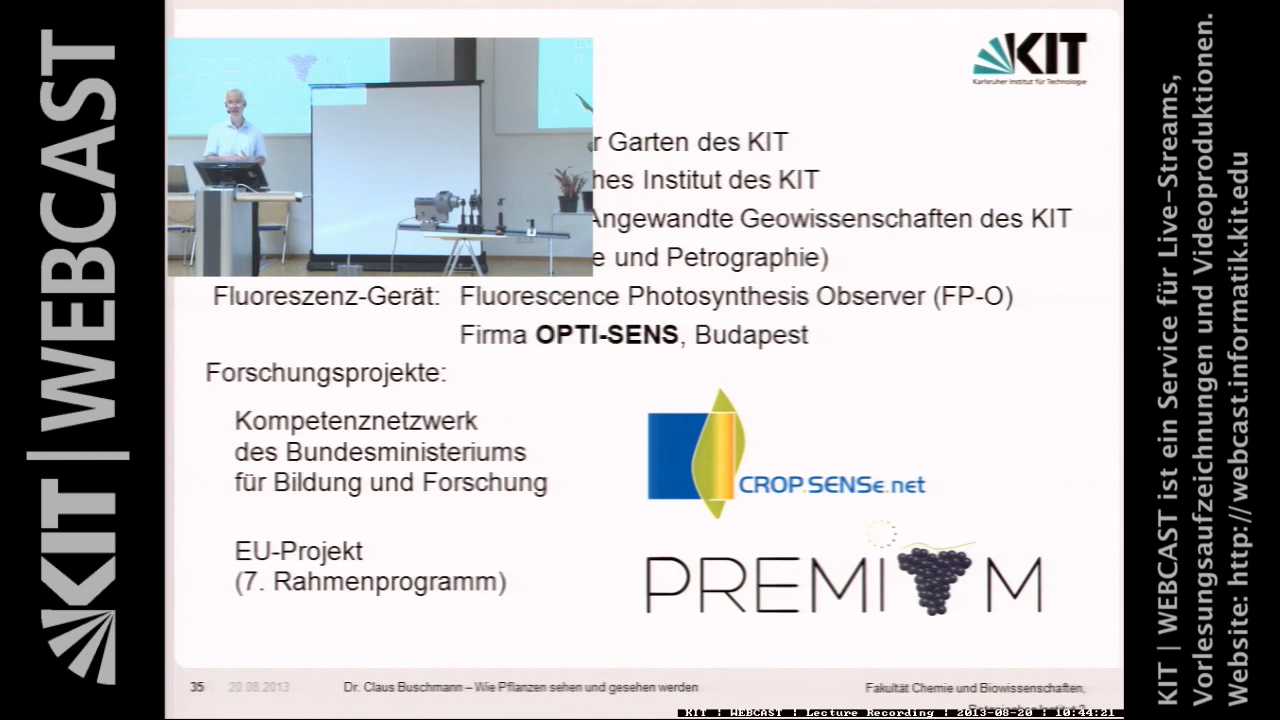 KIT | WEBCAST
KIT
Karlsruher Institut für Technologie
PREMIUM
r Garten des KIT
hes Institut des KIT
Angewandte Geowissenschaften des KIT
e und Petrographie)
Fluoreszenz-Gerät: Fluorescence Photosynthesis Observer (FP-O)
Firma OPTI-SENS, Budapest
Forschungsprojekte:
Kompetenznetzwerk
des Bundesministeriums
für Bildung und Forschung
CROP.SENSe.net
EU-Projekt
(7. Rahmenprogramm)
PREMIUM
35 20.08.2013 Dr. Claus Buschmann – Wie Pflanzen sehen und gesehen werden Fakultät Chemie und Biowissenschaften,
Botanisches Institut 2
KIT : WEBCAST : Lecture Recording : 2013-08-20 : 10:44:21
KIT | WEBCAST ist ein Service für Live-Streams,
Vorlesungsaufzeichnungen und Videoproduktionen.
Website: http://webcast.informatik.kit.edu